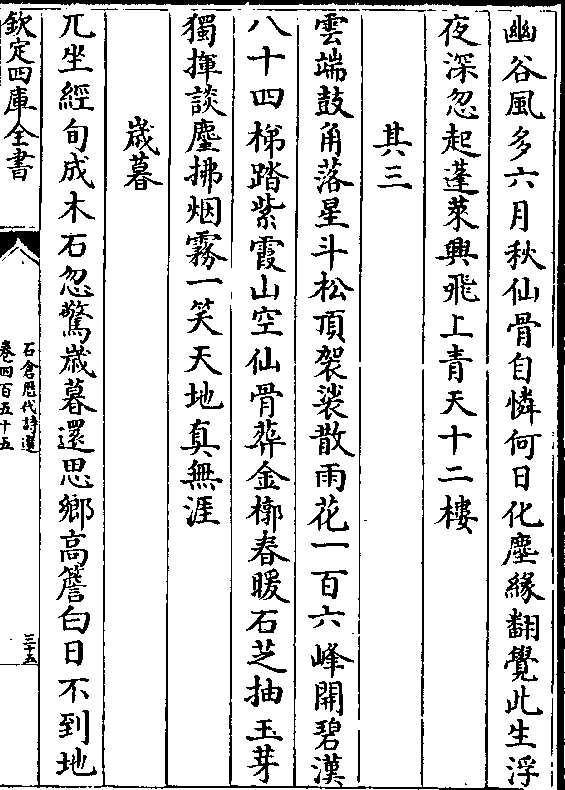 幽谷風多六月秋仙骨自憐何日化塵緣翻覺此生浮
夜深忽起蓬萊興飛上青天十二樓
其三
雲端鼓角落星斗松頂袈裟散雨花一百六峰開碧漢
八十四梯踏紫霞山空仙骨葬金槨春暖石芝抽玉芽
獨揮談麈拂烟霧一笑天地真無涯
歲暮
兀坐經旬成木石忽驚歲暮還思鄉高簷白日不到地
欽定四庫全書
石倉歷代詩選
卷四百五十五
三十五